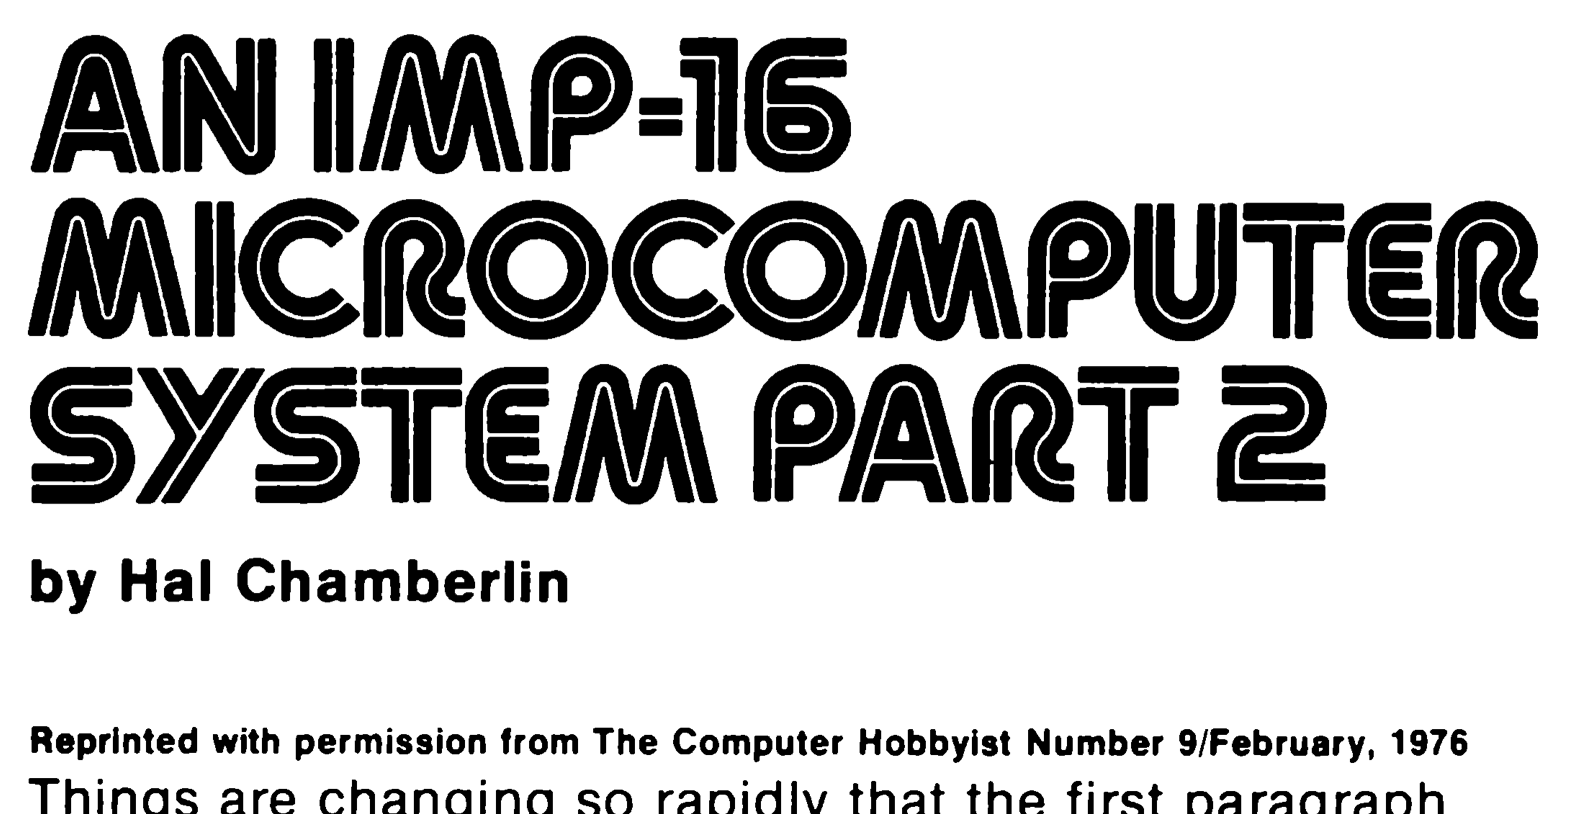 AN IMP-16
MICROCOMPUTER
SYSTEM PART 2
by Hal Chamberlin
Reprinted with permission from The Computer Hobbyist Number 9/February, 1976
Things are changing so rapidly that the first paragraph